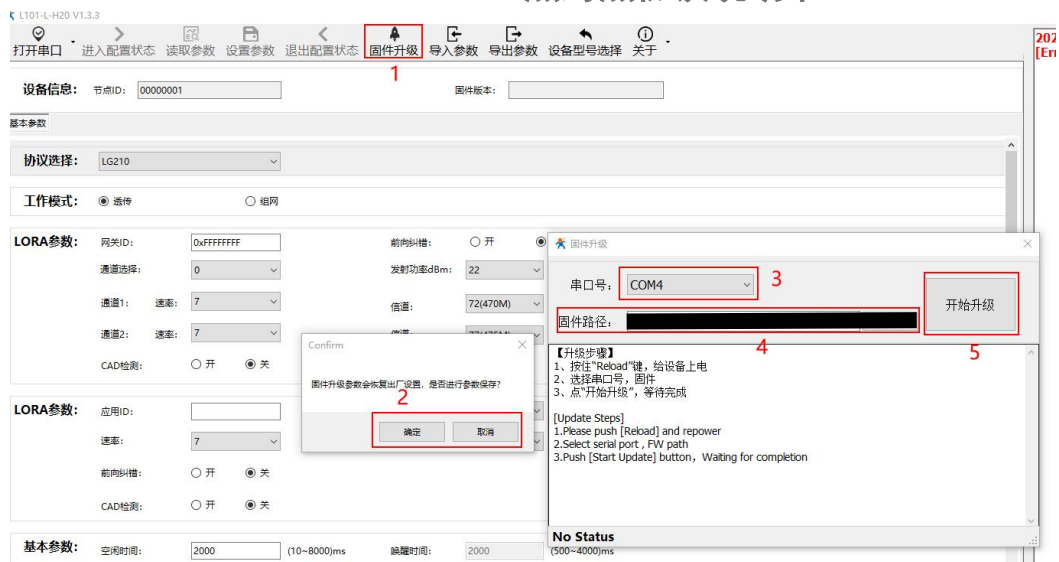 L101-L-H20 V1.3.3
打开串口 进入配置状态 读取参数 设置参数 退出配置状态 固件升级 导入参数 导出参数 设备型号选择 关于
1
202
[Err
设备信息: 节点ID: 00000001 固件版本:
基本参数
协议选择: LG210
工作模式: 透传 组网
LORA参数: 网关ID: 0xFFFFFFFF 前向纠错: 开
通道选择: 0 发射功率dBm: 22
通道1: 速率: 7 信道: 72(470M)
通道2: 速率: 7
CAD检测: 开 关
LORA参数: 应用ID:
速率: 7
前向纠错: 开 关
CAD检测: 开 关
基本参数: 空闲时间: 2000 (10~8000)ms 唤醒时间: 2000 (500~4000)ms
Confirm
固件升级参数会恢复出厂设置, 是否进行参数保存?
2
确定 取消
固件升级
串口号: COM4 3
固件路径:
开始升级
4
5
【升级步骤】
1、按住"Reload"键，给设备上电
2、选择串口号，固件
3、点"开始升级"，等待完成
[Update Steps]
1.Please push [Reload] and repower
2.Select serial port , FW path
3.Push [Start Update] button，Waiting for completion
No Status